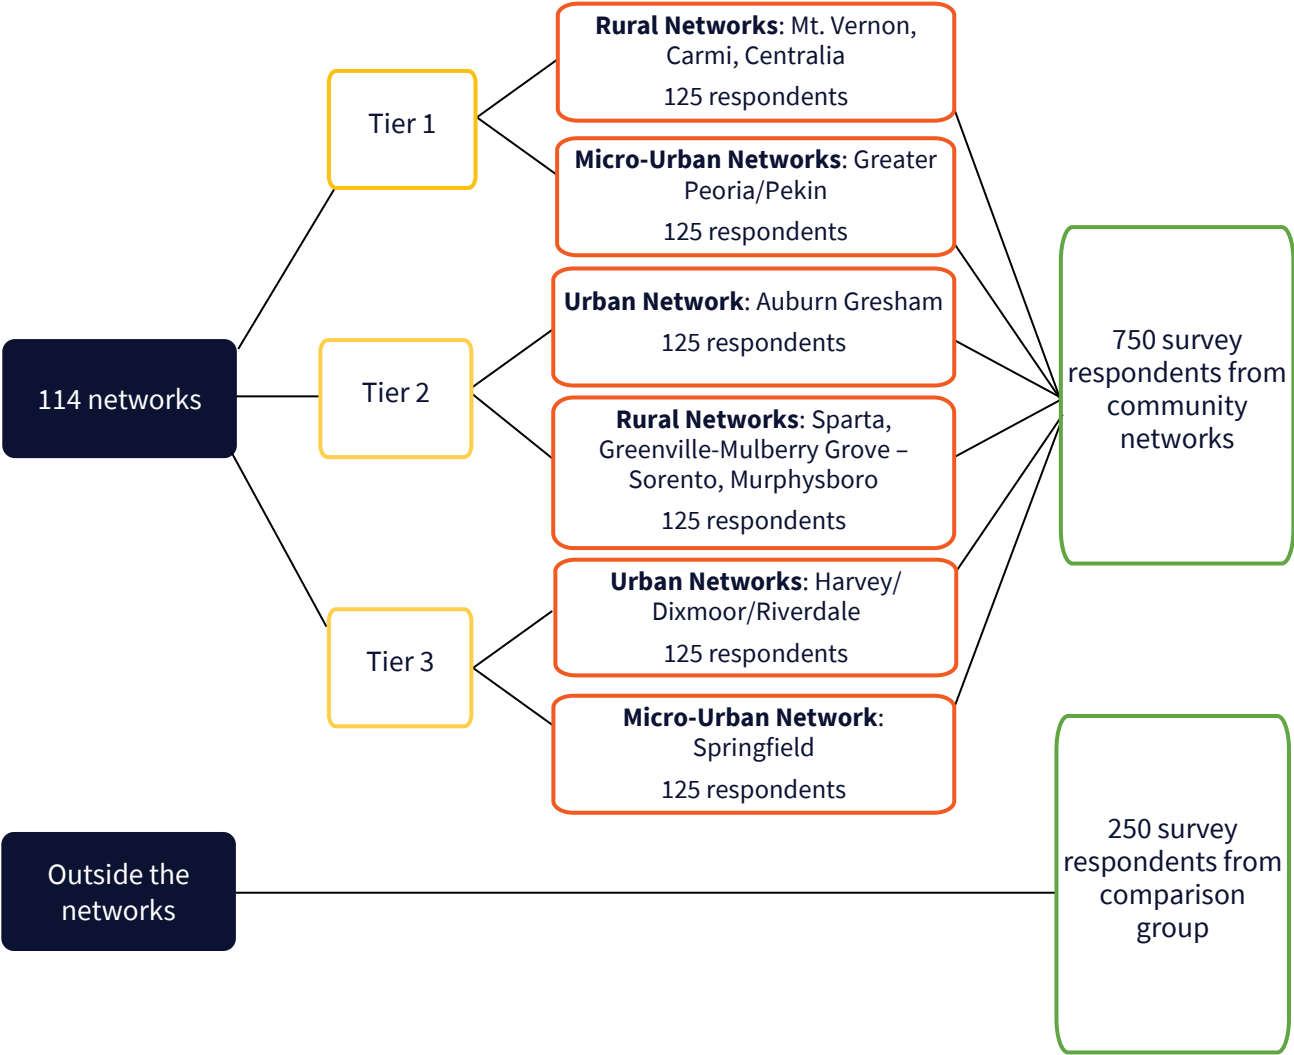 114 networks
Tier 1
Rural Networks: Mt. Vernon,
Carmi, Centralia
125 respondents
Micro-Urban Networks: Greater
Peoria/Pekin
125 respondents
Tier 2
Urban Network: Auburn Gresham
125 respondents
Rural Networks: Sparta,
Greenville-Mulberry Grove –
Sorento, Murphysboro
125 respondents
Tier 3
Urban Networks: Harvey/
Dixmoor/Riverdale
125 respondents
Micro-Urban Network:
Springfield
125 respondents
750 survey
respondents from
community
networks
Outside the
networks
250 survey
respondents from
comparison
group